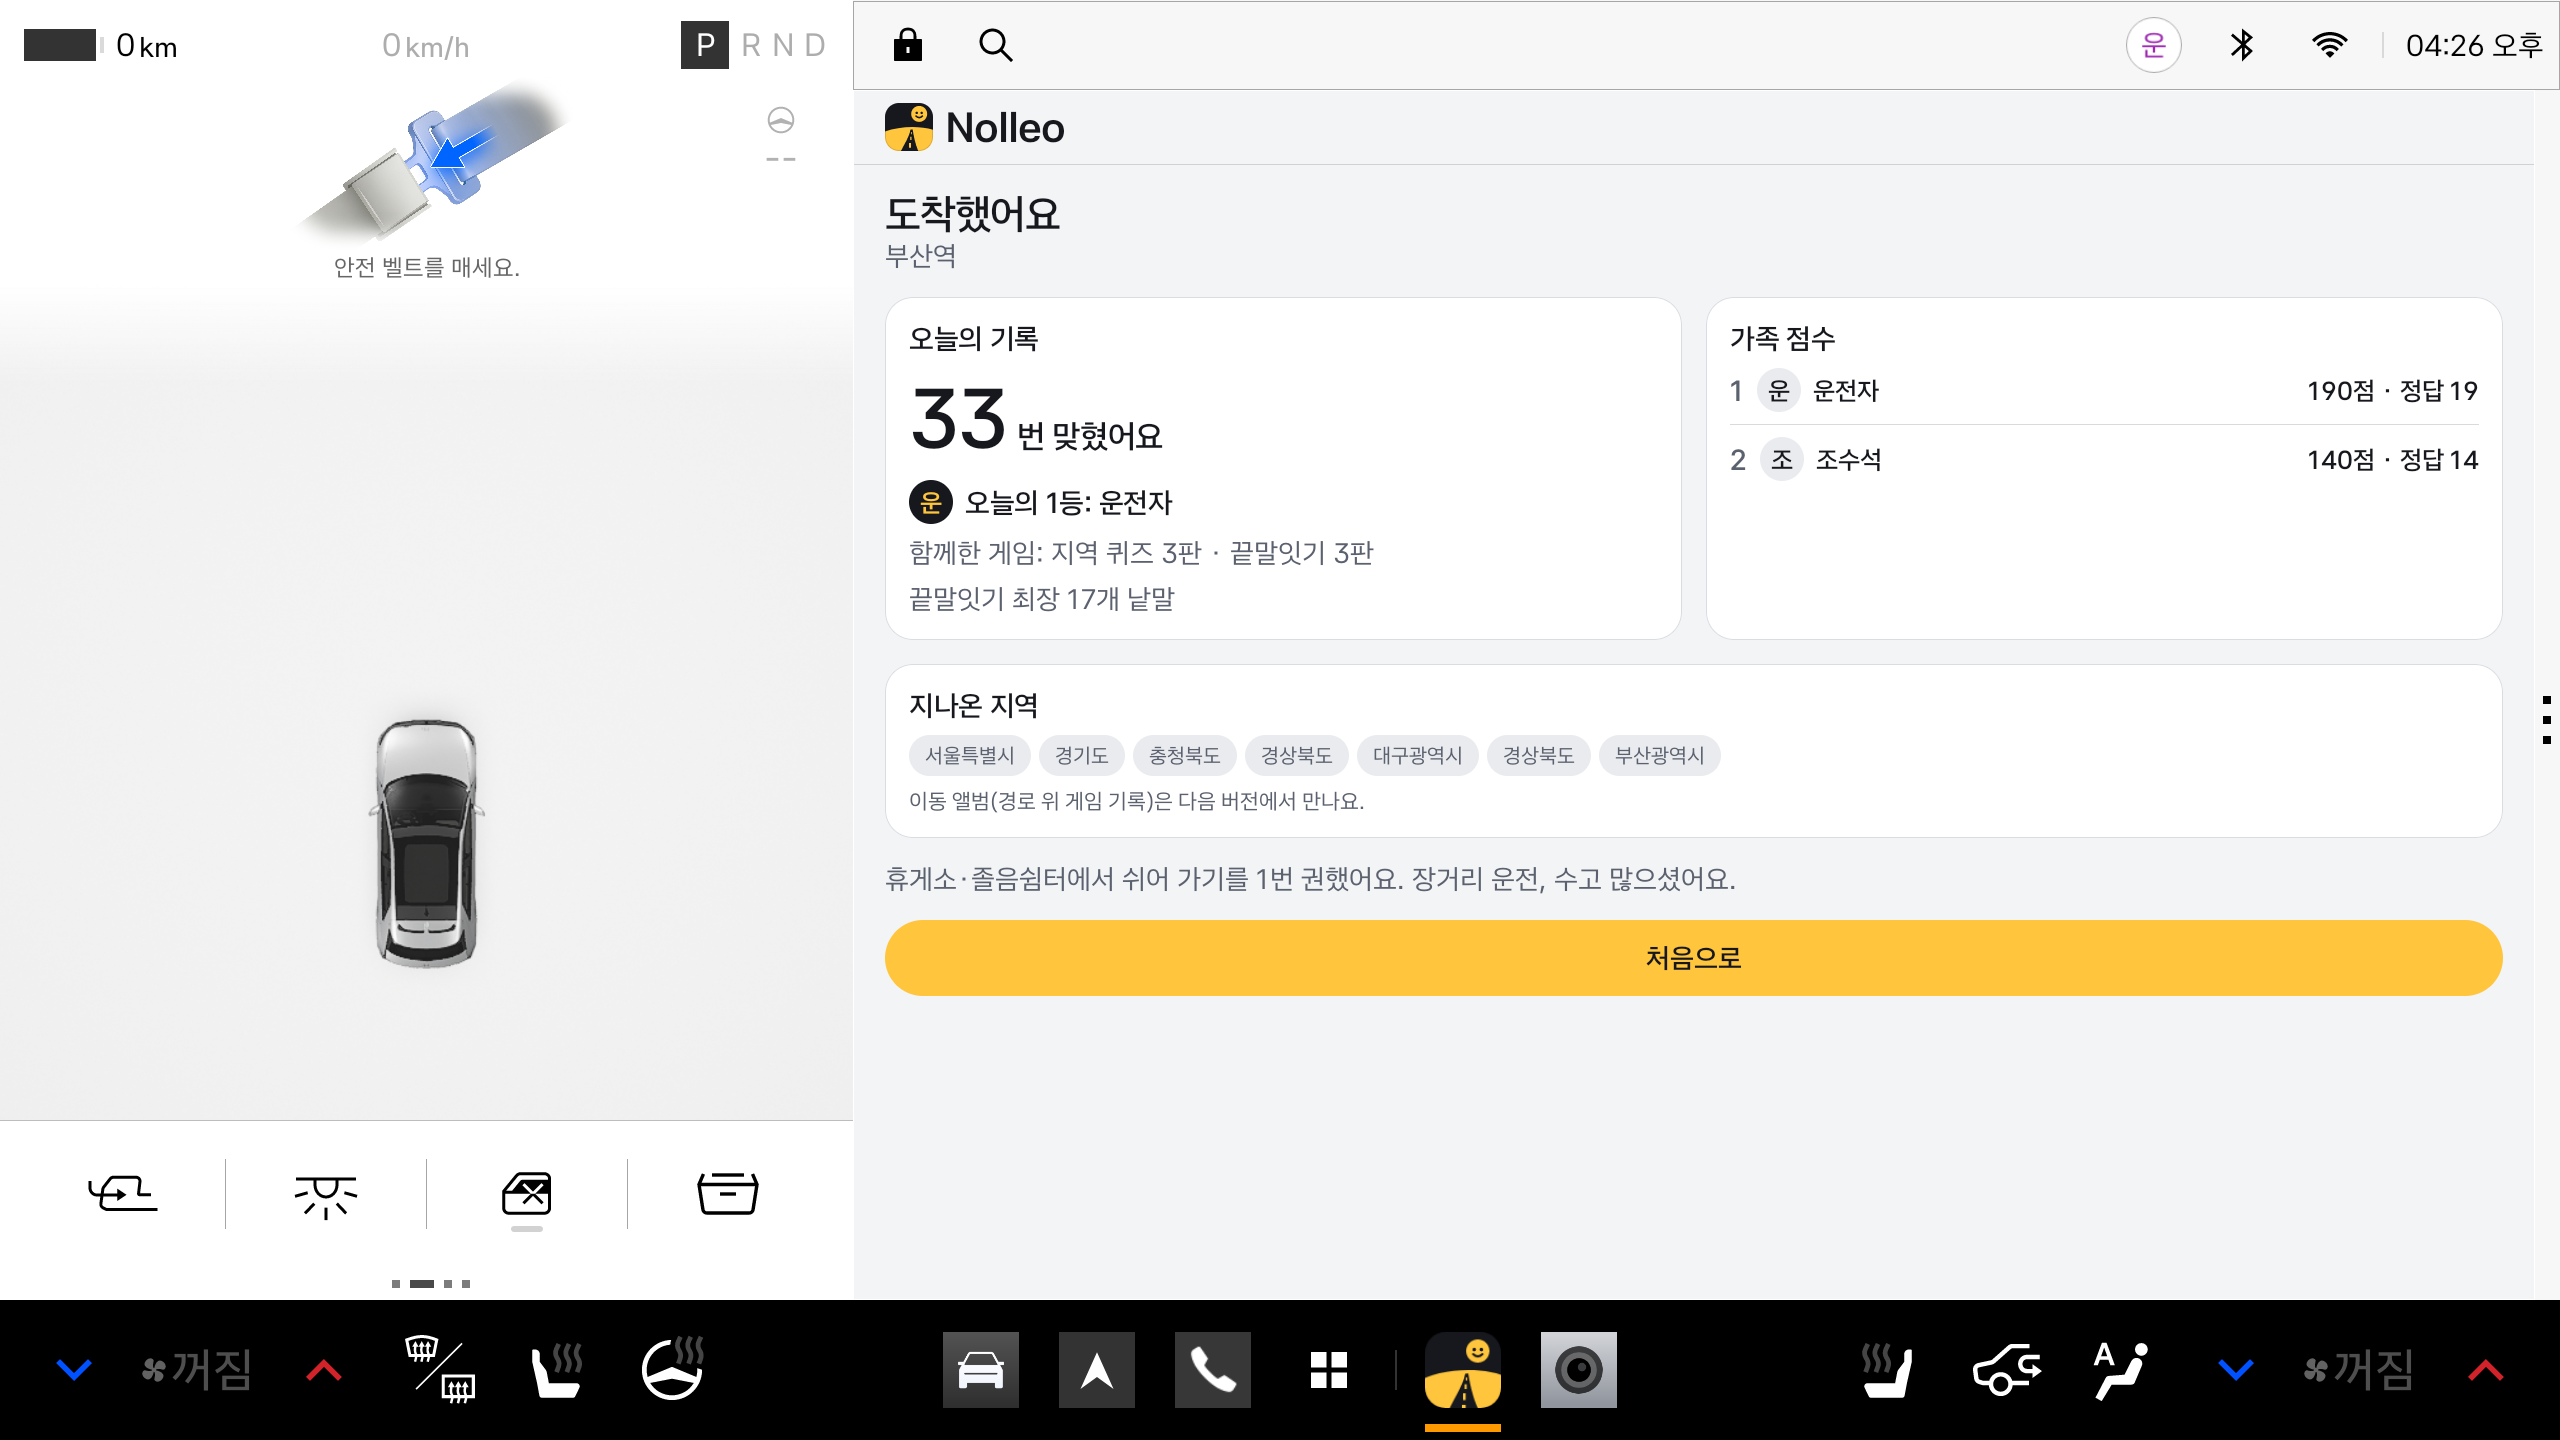 0 km
0 km/h
P R N D
안전 벨트를 매세요.
운
04:26 오후
Nolleo
도착했어요
부산역
오늘의 기록
33 번 맞혔어요
운 오늘의 1등: 운전자
함께한 게임: 지역 퀴즈 3판 · 끝말잇기 3판
끝말잇기 최장 17개 낱말
가족 점수
1 운 운전자 190점 · 정답 19
2 조 조수석 140점 · 정답 14
지나온 지역
서울특별시 경기도 충청북도 경상북도 대구광역시 경상북도 부산광역시
이동 앨범(경로 위 게임 기록)은 다음 버전에서 만나요.
휴게소·졸음쉼터에서 쉬어 가기를 1번 권했어요. 장거리 운전, 수고 많으셨어요.
처음으로
꺼짐
A
꺼짐